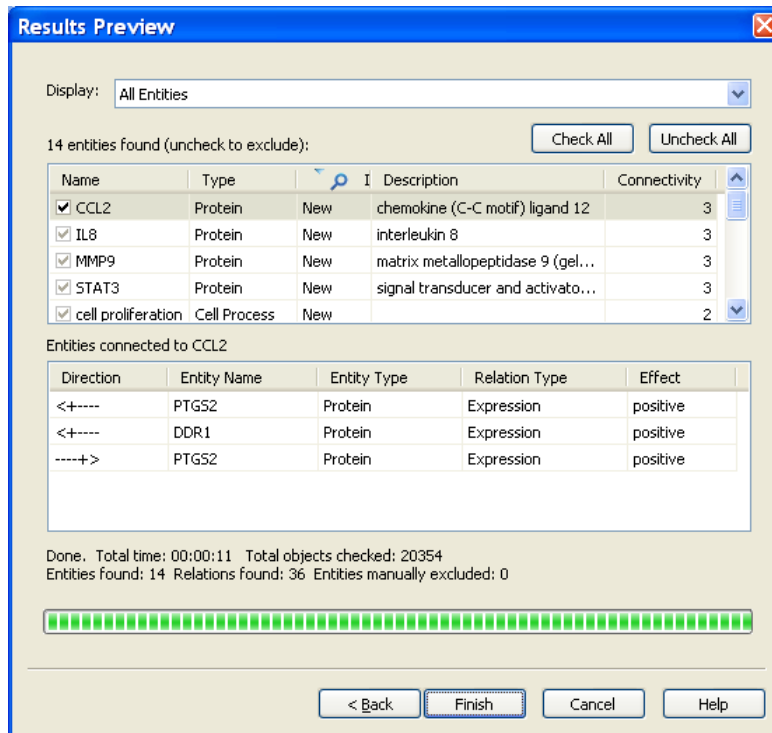 Results Preview
Display: All Entities
14 entities found (uncheck to exclude): Check All Uncheck All
Name Type I Description Connectivity
CCL2 Protein New chemokine (C-C motif) ligand 12 3
IL8 Protein New interleukin 8 3
MMP9 Protein New matrix metallopeptidase 9 (gel... 3
STAT3 Protein New signal transducer and activato... 3
cell proliferation Cell Process New 2
Entities connected to CCL2
Direction Entity Name Entity Type Relation Type Effect
<+---- PTGS2 Protein Expression positive
<+---- DDR1 Protein Expression positive
----+> PTGS2 Protein Expression positive
Done. Total time: 00:00:11 Total objects checked: 20354
Entities found: 14 Relations found: 36 Entities manually excluded: 0
< Back Finish Cancel Help